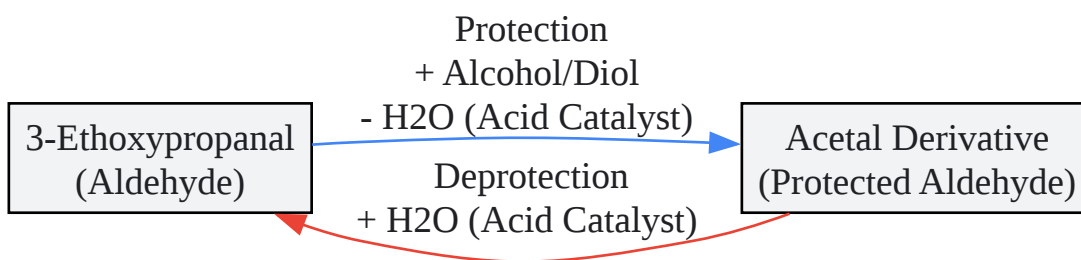 Protection
+ Alcohol/Diol
- H2O (Acid Catalyst)
3-Ethoxypropanal
(Aldehyde)
Acetal Derivative
(Protected Aldehyde)
Deprotection
+ H2O (Acid Catalyst)